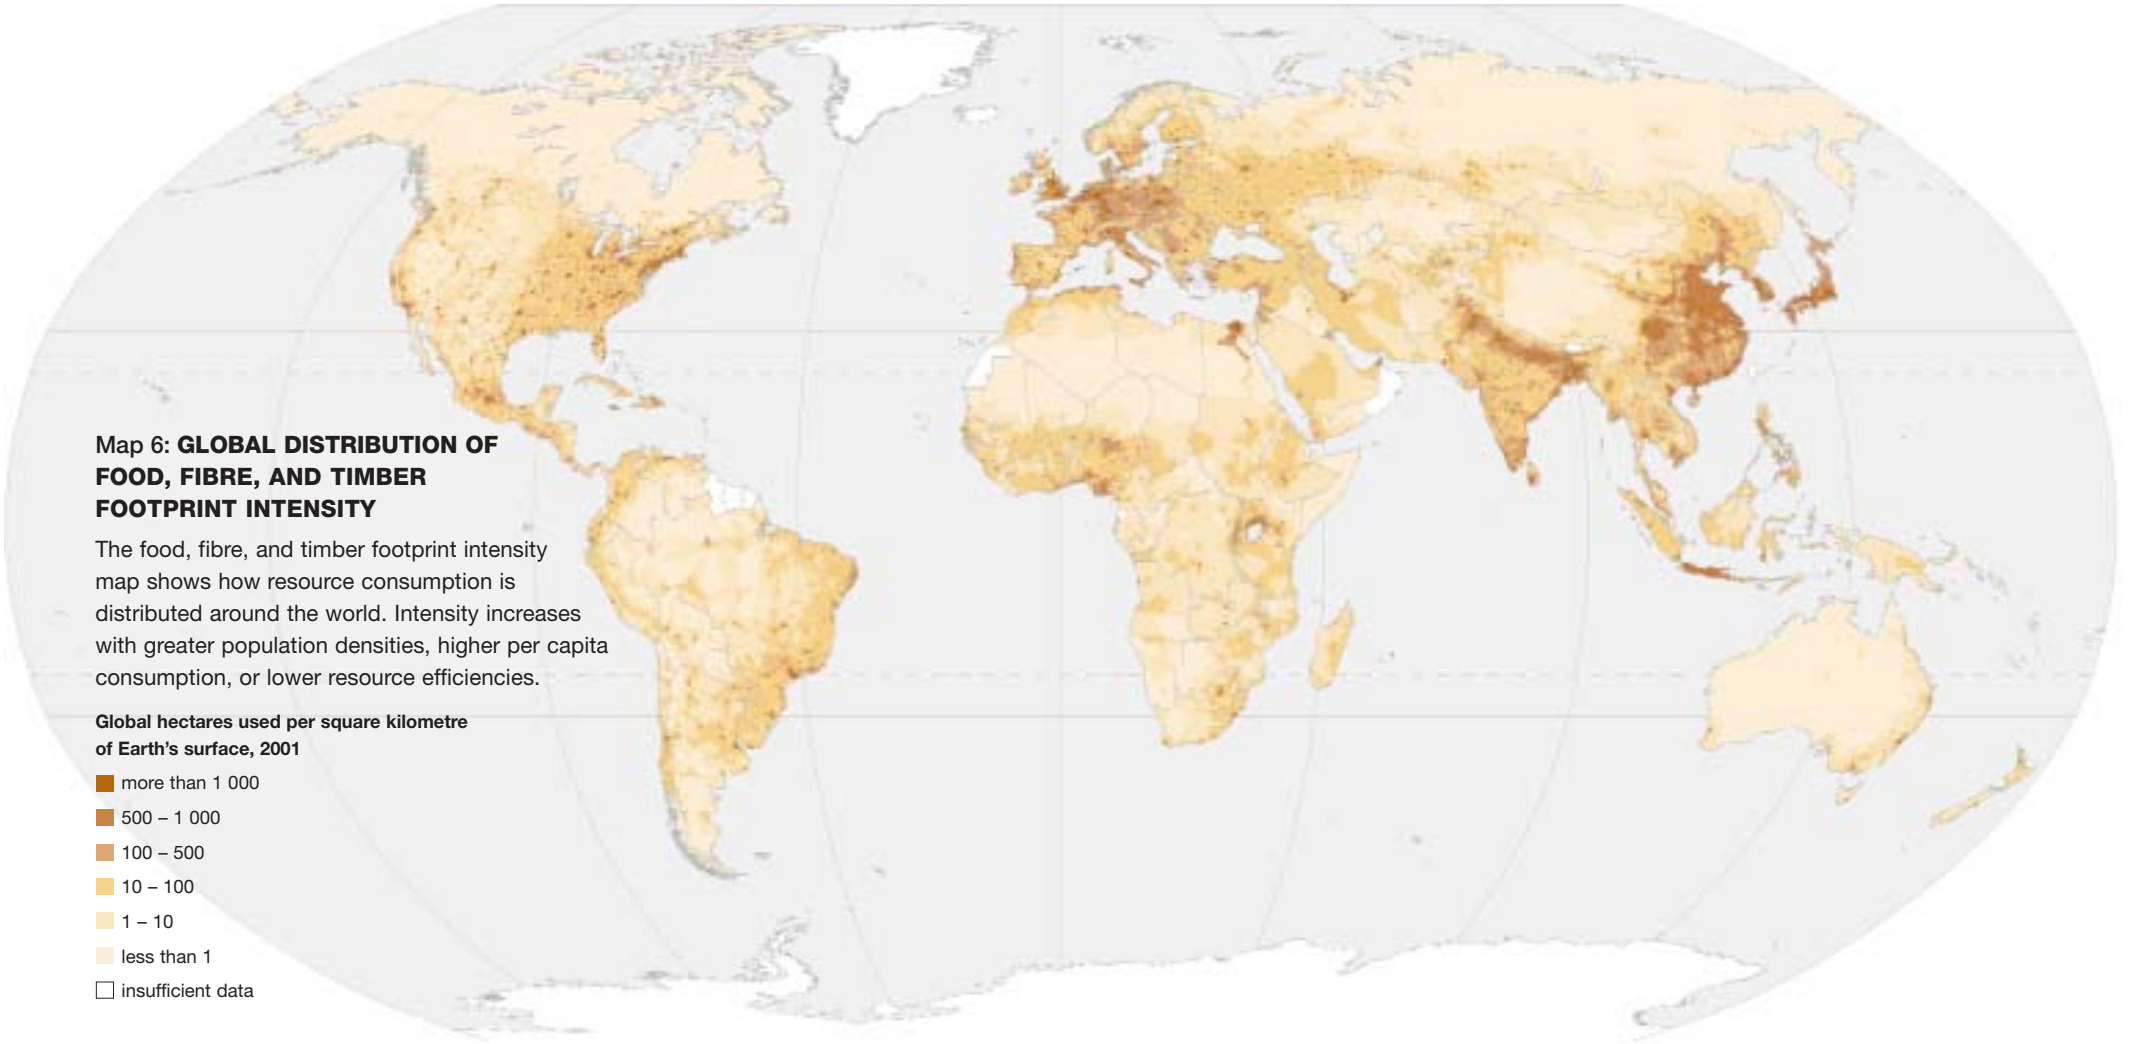 Map 6: GLOBAL DISTRIBUTION OF
FOOD, FIBRE, AND TIMBER
FOOTPRINT INTENSITY
The food, fibre, and timber footprint intensity
map shows how resource consumption is
distributed around the world. Intensity increases
with greater population densities, higher per capita
consumption, or lower resource efficiencies.
Global hectares used per square kilometre
of Earth's surface, 2001
more than 1 000
500 – 1 000
100 – 500
10 – 100
1 – 10
less than 1
insufficient data